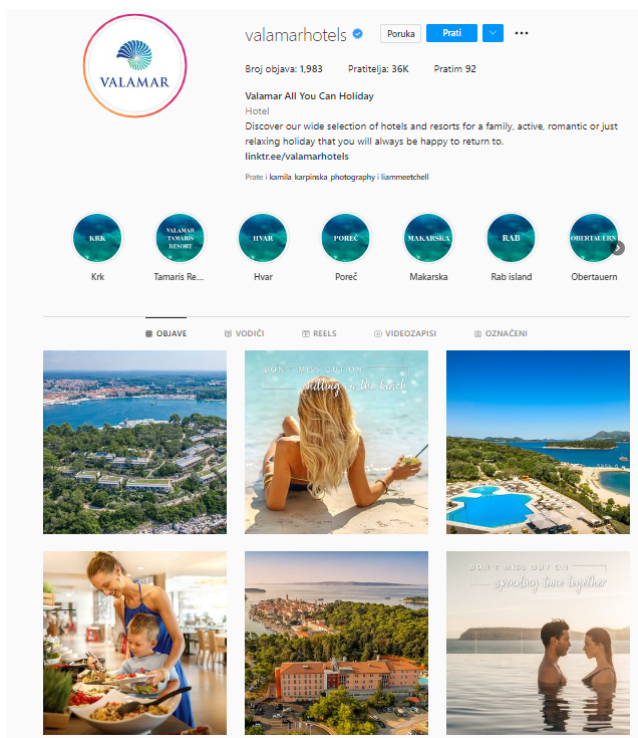 VALAMAR
valamarhotels
Poruka
Prati
Broj objava: 1,983 Pratitelja: 36K Pratim 92
Valamar All You Can Holiday
Hotel
Discover our wide selection of hotels and resorts for a family, active, romantic or just
relaxing holiday that you will always be happy to return to.
linktr.ee/valamarhotels
Prate i kamila_karpinska_photography i liammeetchell
KRK
VALAMAR
TAMARIS
RESORT
HVAR
POREČ
MAKARSKA
RAB
OBERTAUERN
Krk
Tamaris Re...
Hvar
Poreč
Makarska
Rab island
Obertauern
OBJAVE
VODIČI
REELS
VIDEOZAPISI
OZNAČENI
DON'T MISS OUT ON
chilling on the beach
DON'T MISS OUT ON
spending time together